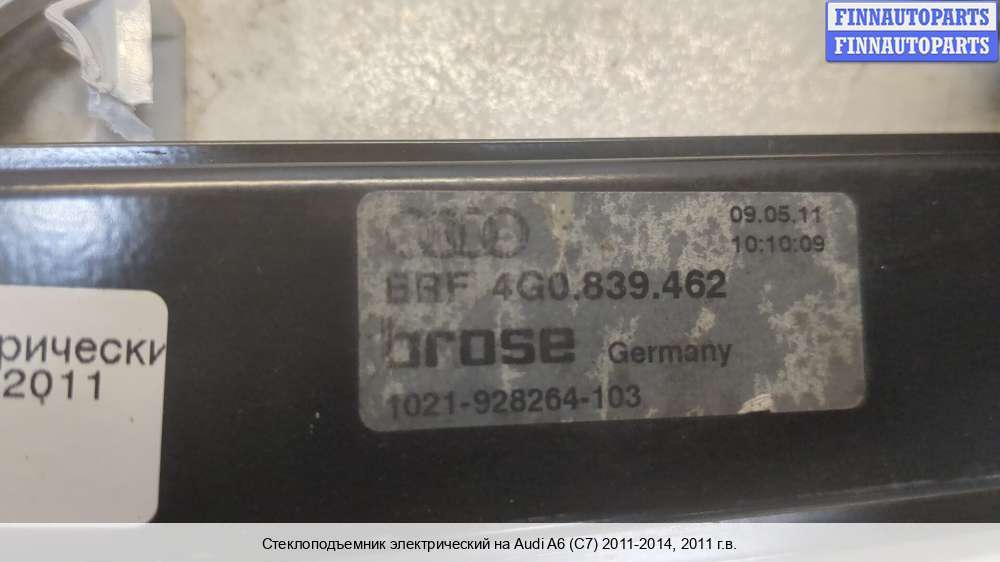 FINNAUTOPARTS
FINNAUTOPARTS
09.05.11
10:10:09
4G0.839.462
brose Germany
1021-928264-103
рически
2011
Стеклоподъемник электрический на Audi A6 (C7) 2011-2014, 2011 г.в.